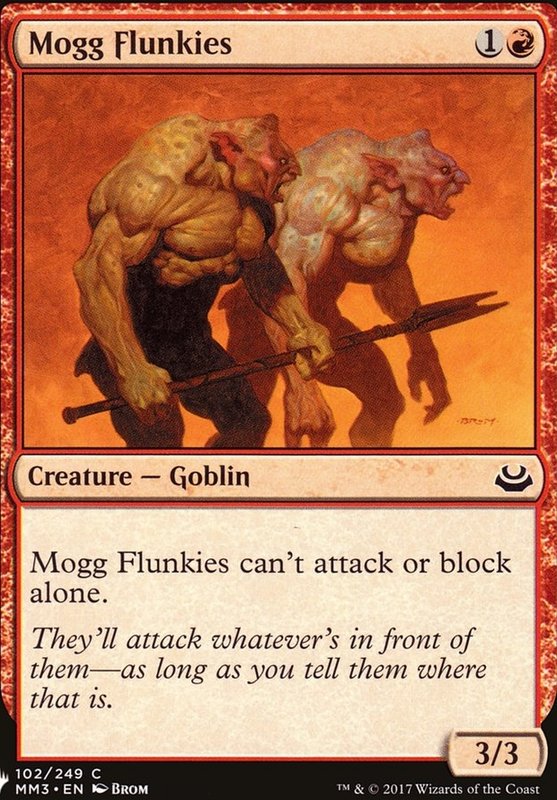 Mogg Flunkies 1
BROM
Creature — Goblin
Mogg Flunkies can't attack or block
alone.
They'll attack whatever's in front of
them—as long as you tell them where
that is.
3/3
102/249 C
MM3 • EN Brom
™ & © 2017 Wizards of the Coast